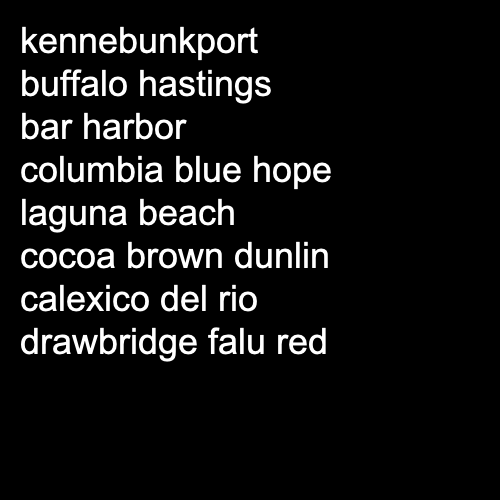 kennebunkport
buffalo hastings
bar harbor
columbia blue hope
laguna beach
cocoa brown dunlin
calexico del rio
drawbridge falu red